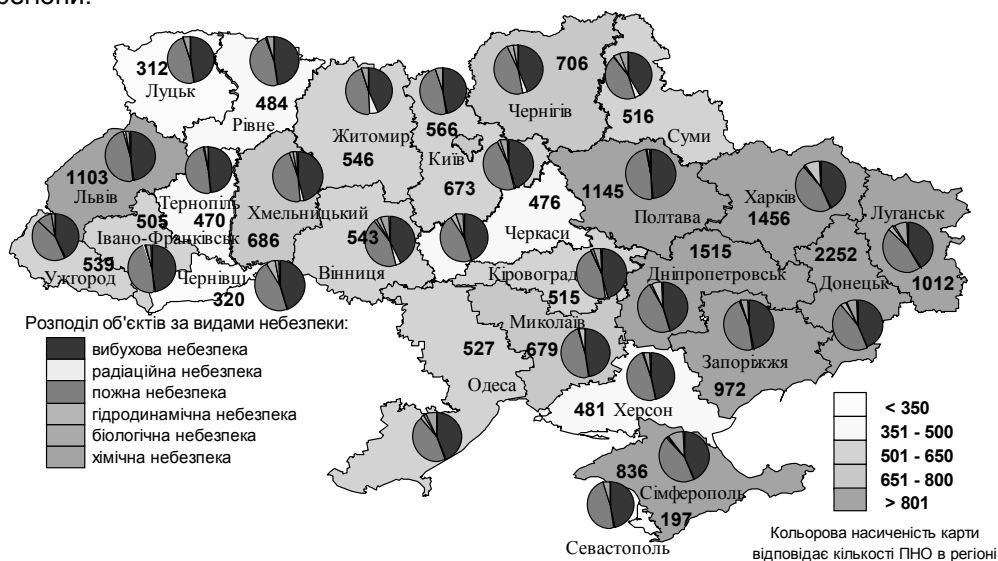 регіони.
312
Луцьк
484
Рівне
Житомир
546
566
Київ
673
706
Чернігів
516
Суми
1103
Львів
Тернопіль
470
505
Івано-Франківськ
539
Ужгород
Чернівці
320
Хмельницький
686
543
Вінниця
476
Черкаси
1145
Полтава
Харків
1456
Луганськ
1012
1515
Дніпропетровськ
2252
Донецьк
Кіровоград
515
Миколаїв
679
527
Одеса
Запоріжжя
972
481
Херсон
836
Сімферополь
197
Севастополь
Розподіл об'єктів за видами небезпеки:
вибухова небезпека
радіаційна небезпека
пожна небезпека
гідродинамічна небезпека
біологічна небезпека
хімічна небезпека
< 350
351 - 500
501 - 650
651 - 800
> 801
Кольорова насиченість карти
відповідає кількості ПНО в регіоні